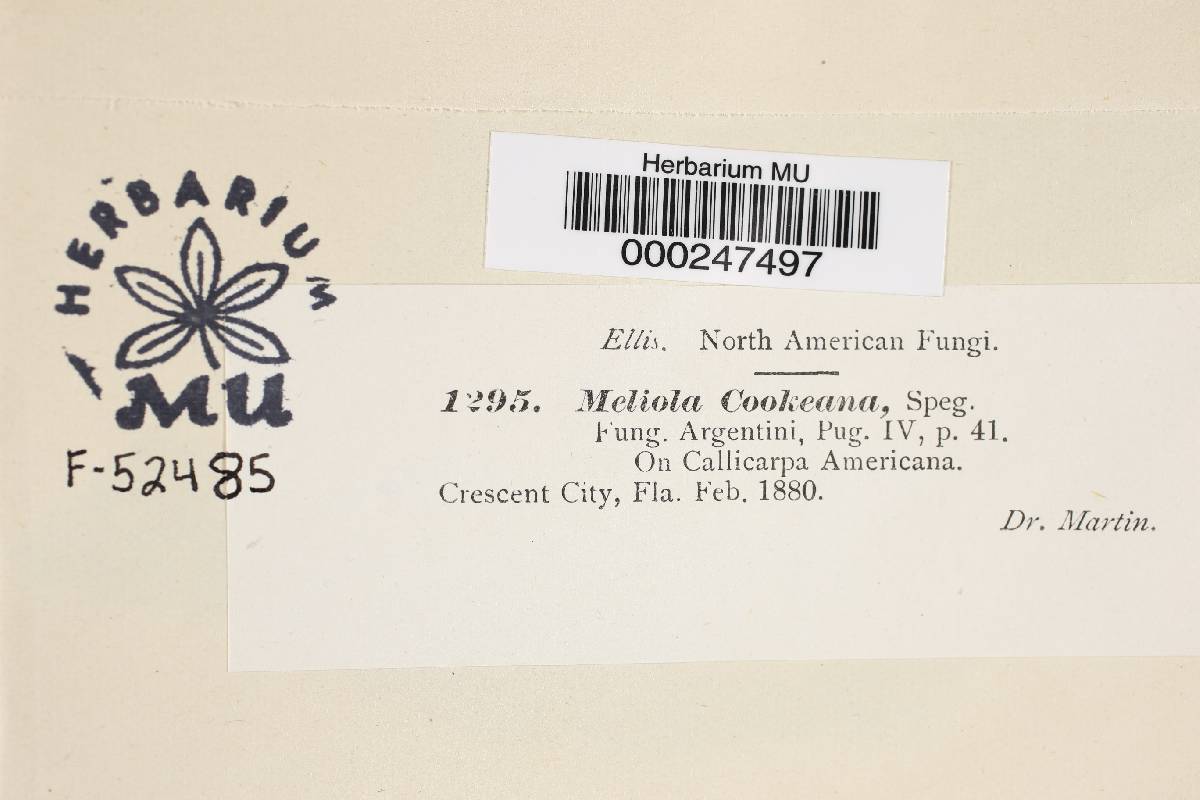 Herbarium MU
000247497
HERBARIUM
MU
F-52485
Ellis. North American Fungi.
1295. Meliola Cookeana, Speg.
Fung. Argentini, Pug. IV, p. 41.
On Callicarpa Americana.
Crescent City, Fla. Feb. 1880.
Dr. Martin.